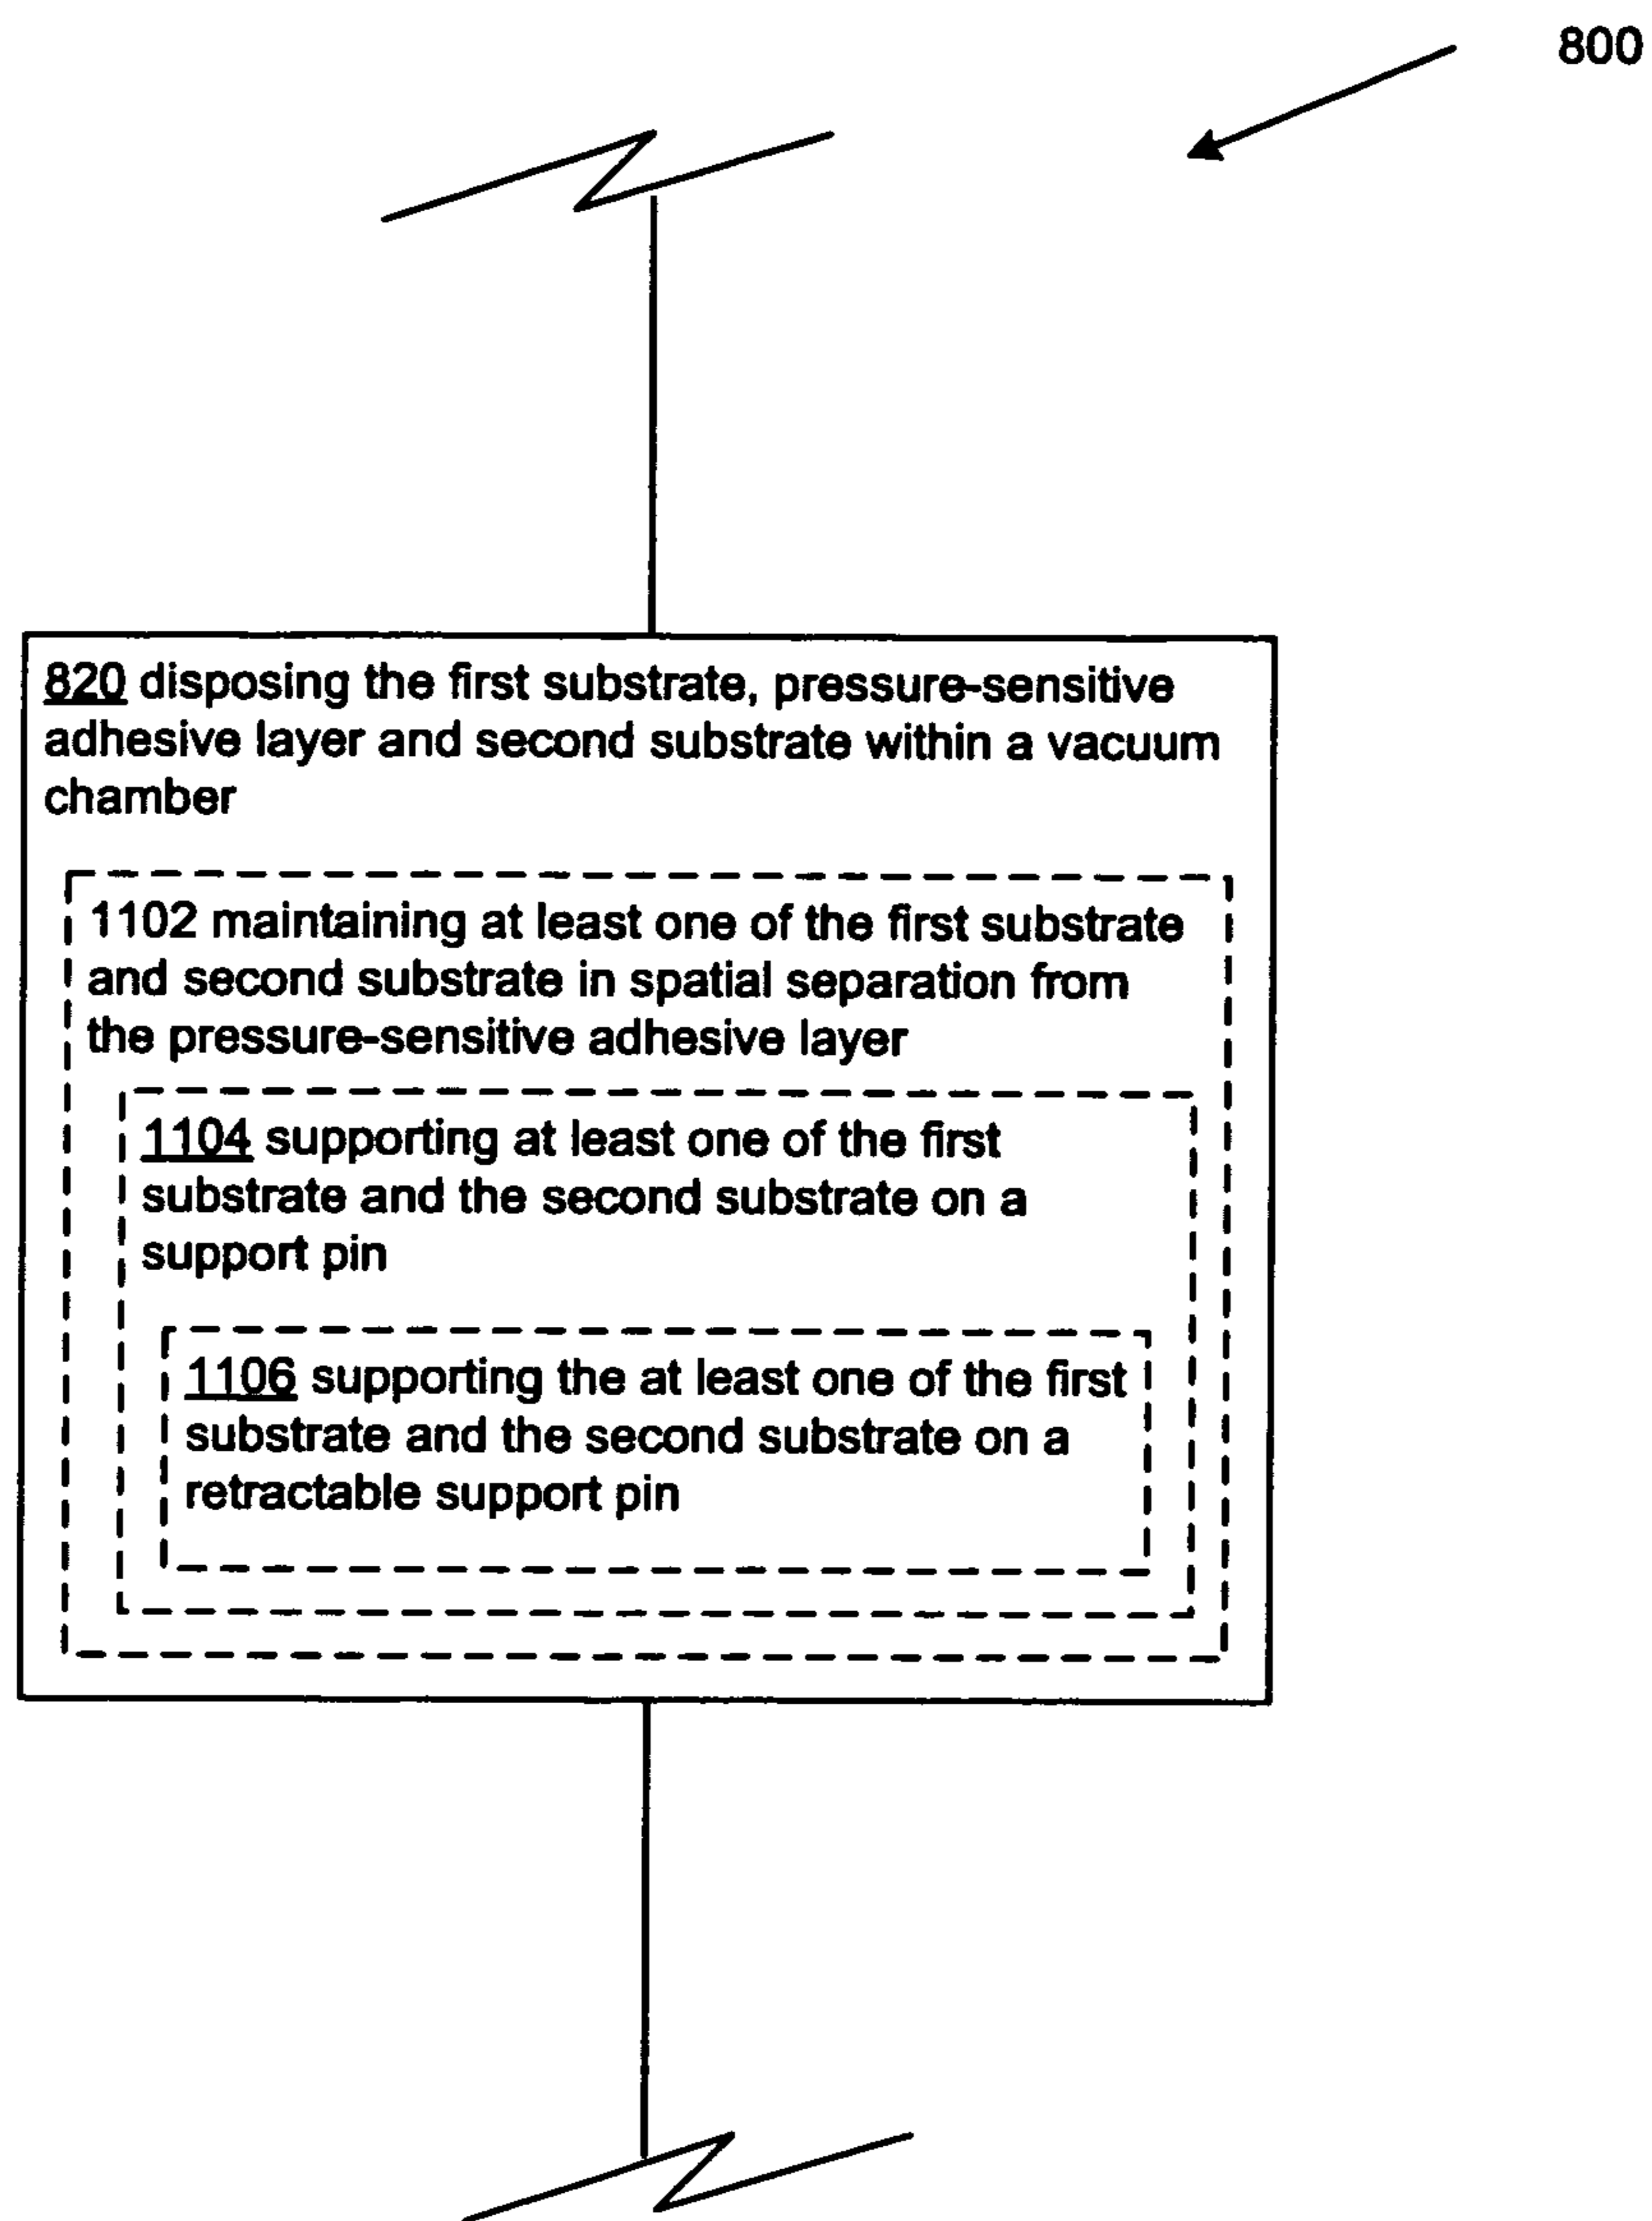 800
820 disposing the first substrate, pressure-sensitive
adhesive layer and second substrate within a vacuum
chamber
1102 maintaining at least one of the first substrate
and second substrate in spatial separation from
the pressure-sensitive adhesive layer
1104 supporting at least one of the first
substrate and the second substrate on a
support pin
1106 supporting the at least one of the first
substrate and the second substrate on a
retractable support pin